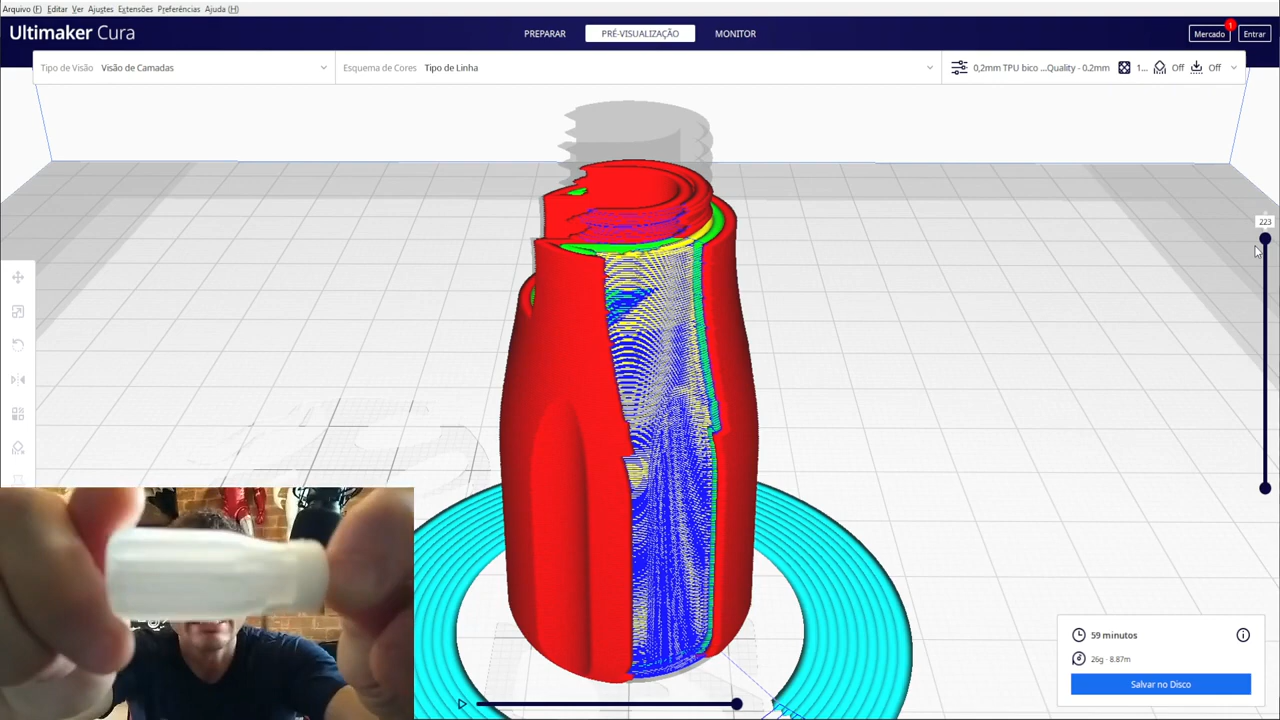 Arquivo (F) Editar Ver Ajustes Extensões Preferências Ajuda (H)
Ultimaker Cura
PREPARAR PRÉ-VISUALIZAÇÃO MONITOR
Mercado 1 Entrar
Tipo de Visão Visão de Camadas Esquema de Cores Tipo de Linha 0,2mm TPU bico ...Quality - 0.2mm 1... Off Off
223
59 minutos
26g · 8.87m
Salvar no Disco